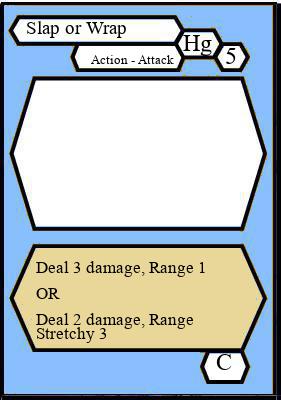 Slap or Wrap
Hg
Action - Attack
5
Deal 3 damage, Range 1
OR
Deal 2 damage, Range
Stretchy 3
C